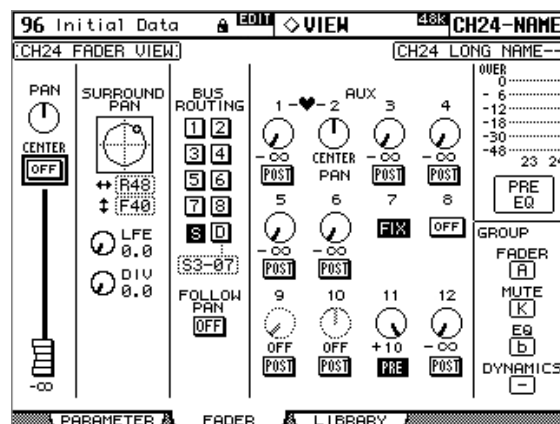 96 Initial Data EDIT ◇VIEW 48K CH24-NAME
CH24 FADER VIEW
CH24 LONG NAME--
PAN
CENTER
OFF
-∞
SURROUND
PAN
↔ R48
↕ F40
LFE
0.0
DIV
0.0
BUS
ROUTING
1 2
3 4
5 6
7 8
S D
S3-07
FOLLOW
PAN
OFF
AUX
1 -♥- 2 3 4
-∞ CENTER -∞ -∞
POST PAN POST POST
5 6 7 8
FIX OFF
-∞ -∞
POST POST
9 10 11 12
OFF OFF +10 -∞
POST POST PRE POST
OVER
0
-6
-12
-18
-30
-48
23 24
PRE
EQ
GROUP
FADER
A
MUTE
K
EQ
b
DYNAMICS
-
PARAMETER FADER LIBRARY